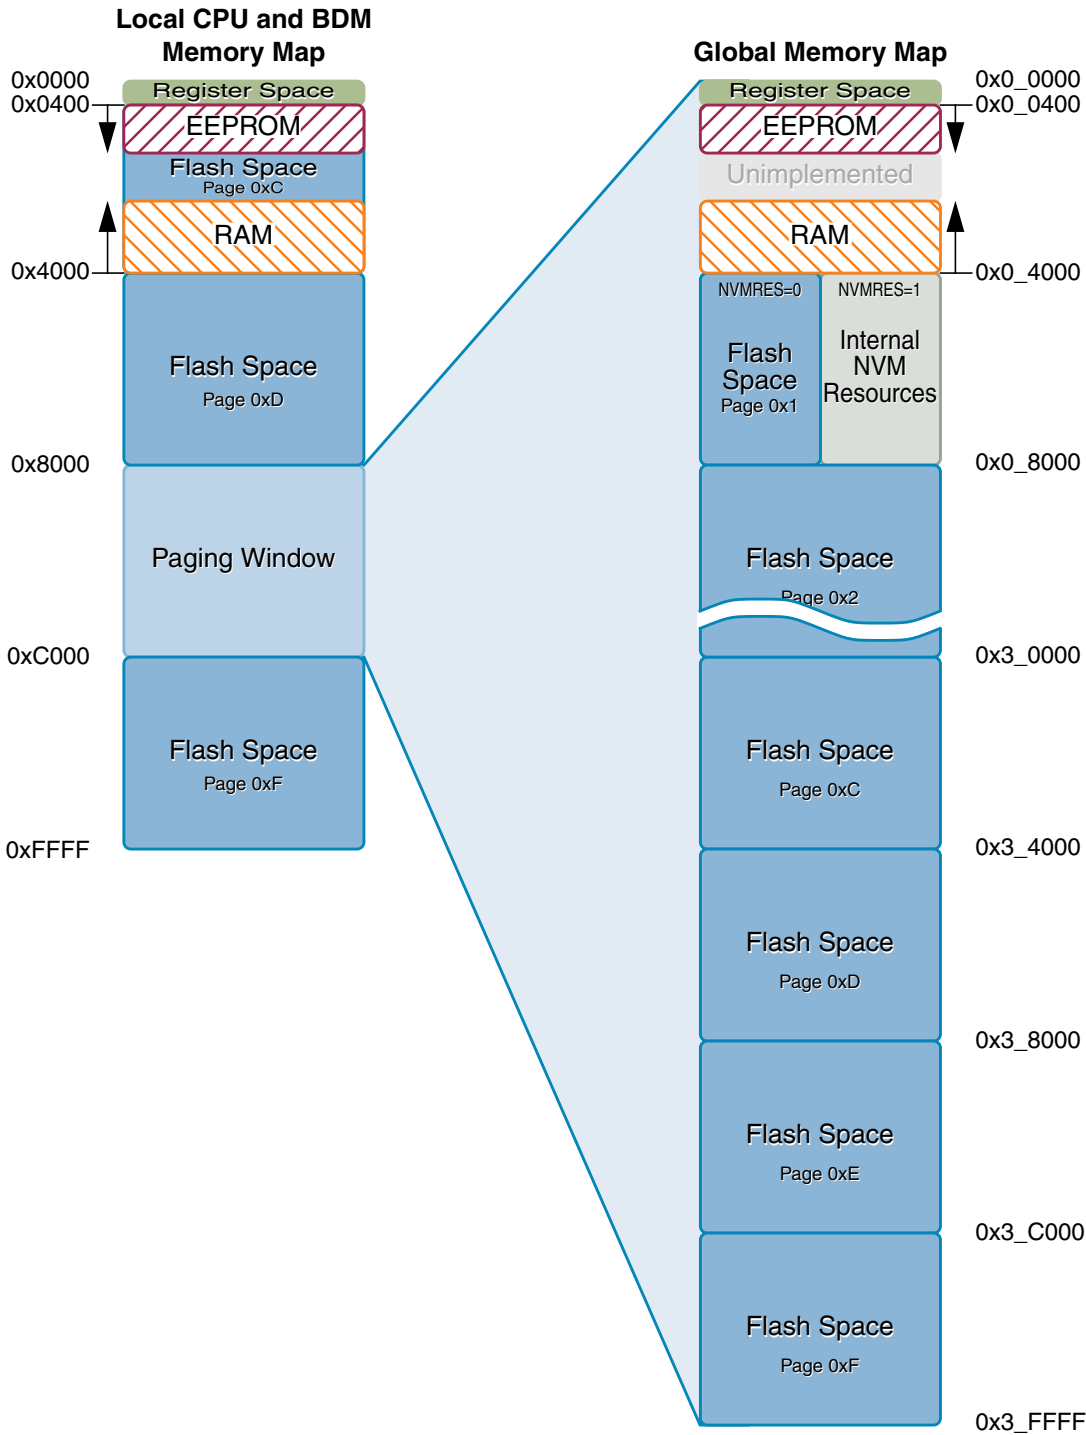 Local CPU and BDM
Memory Map
0x0000
0x0400
Register Space
EEPROM
Flash Space
Page 0xC
RAM
0x4000
Flash Space
Page 0xD
0x8000
Paging Window
0xC000
Flash Space
Page 0xF
0xFFFF
Global Memory Map
0x0_0000
0x0_0400
Register Space
EEPROM
Unimplemented
RAM
0x0_4000
NVMRES=0
Flash
Space
Page 0x1
NVMRES=1
Internal
NVM
Resources
0x0_8000
Flash Space
Page 0x2
0x3_0000
Flash Space
Page 0xC
0x3_4000
Flash Space
Page 0xD
0x3_8000
Flash Space
Page 0xE
0x3_C000
Flash Space
Page 0xF
0x3_FFFF